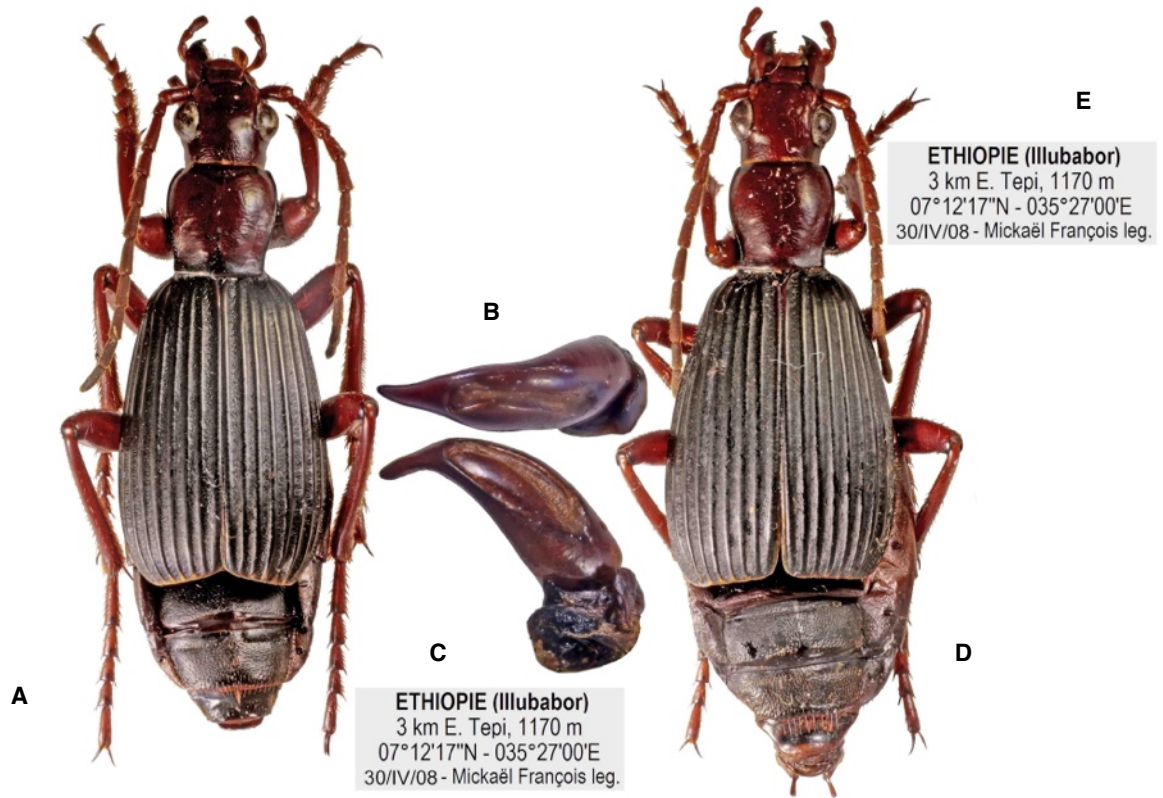 E
ETHIOPIE (Illubabor)
3 km E. Tepi, 1170 m
07°12'17"N - 035°27'00'E
30/IV/08 - Mickaël François leg.
B
C
D
A
ETHIOPIE (Illubabor)
3 km E. Tepi, 1170 m
07°12'17"N - 035°27'00'E
30/IV/08 - Mickaël François leg.